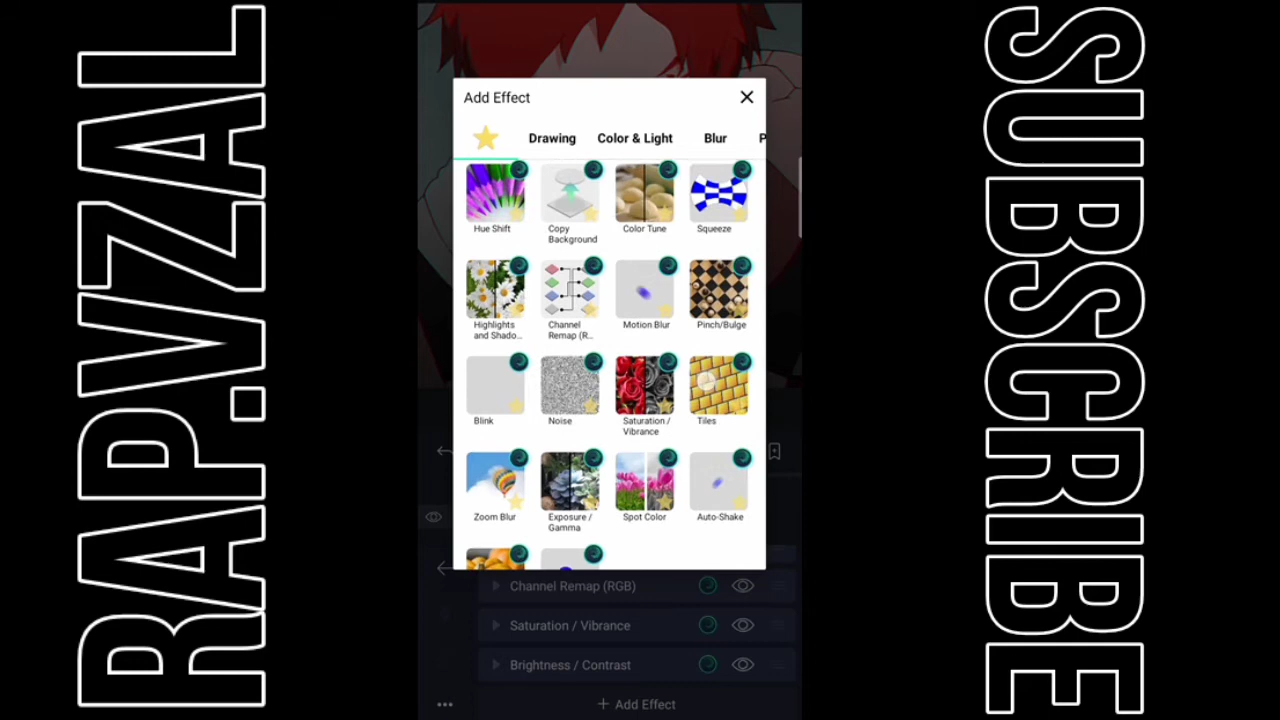 RAP.VZAL
Add Effect
Drawing
Color & Light
Blur
P
Hue Shift
Copy
Background
Color Tune
Squeeze
Highlights
and Shado...
Channel
Remap (R...
Motion Blur
Pinch/Bulge
Blink
Noise
Saturation /
Vibrance
Tiles
Zoom Blur
Exposure /
Gamma
Spot Color
Auto-Shake
Channel Remap (RGB)
Saturation / Vibrance
Brightness / Contrast
+ Add Effect
SUBSCRIBE